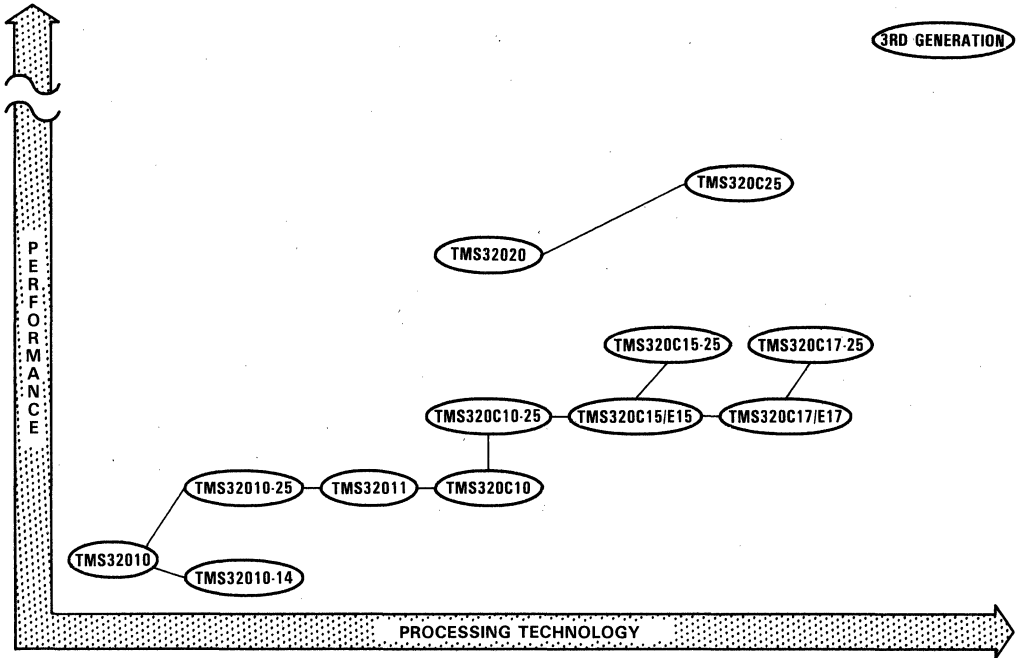 3RD GENERATION
TMS320C25
TMS32020
PERFORMANCE
TMS320C15-25
TMS320C17-25
TMS320C10-25
TMS320C15/E15
TMS320C17/E17
TMS32010-25
TMS32011
TMS320C10
TMS32010
TMS32010-14
PROCESSING TECHNOLOGY